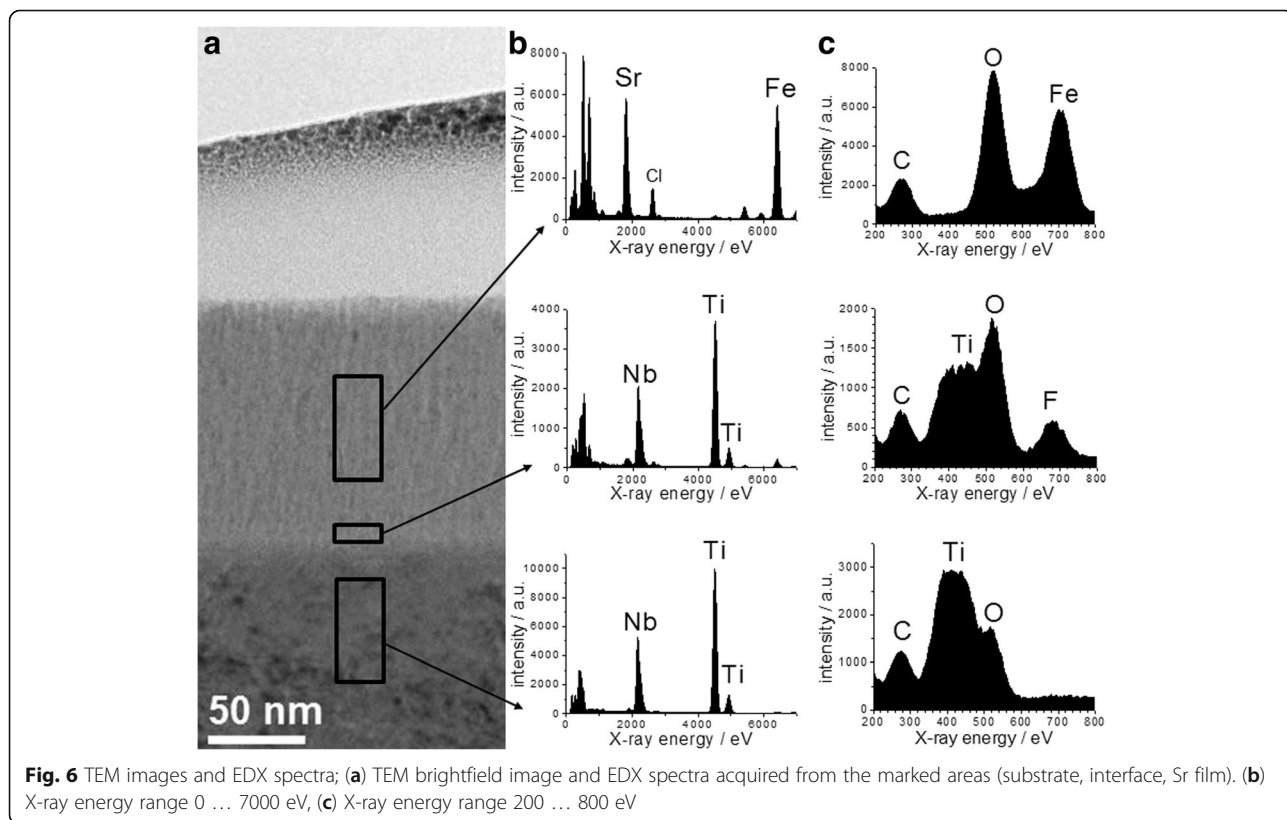 a
50 nm
b
8000
6000
4000
2000
0
intensity / a.u.
Sr
Cl
Fe
0 2000 4000 6000
X-ray energy / eV
c
8000
6000
4000
2000
0
intensity / a.u.
C
O
Fe
200 300 400 500 600 700 800
X-ray energy / eV
4000
3000
2000
1000
0
intensity / a.u.
Nb
Ti
Ti
0 2000 4000 6000
X-ray energy / eV
2000
1500
1000
500
0
intensity / a.u.
C
Ti
O
F
200 300 400 500 600 700 800
X-ray energy / eV
10000
8000
6000
4000
2000
0
intensity / a.u.
Nb
Ti
Ti
0 2000 4000 6000
X-ray energy / eV
3000
2000
1000
0
intensity / a.u.
C
Ti
O
200 300 400 500 600 700 800
X-ray energy / eV
Fig. 6 TEM images and EDX spectra; (a) TEM brightfield image and EDX spectra acquired from the marked areas (substrate, interface, Sr film). (b)
X-ray energy range 0 … 7000 eV, (c) X-ray energy range 200 … 800 eV